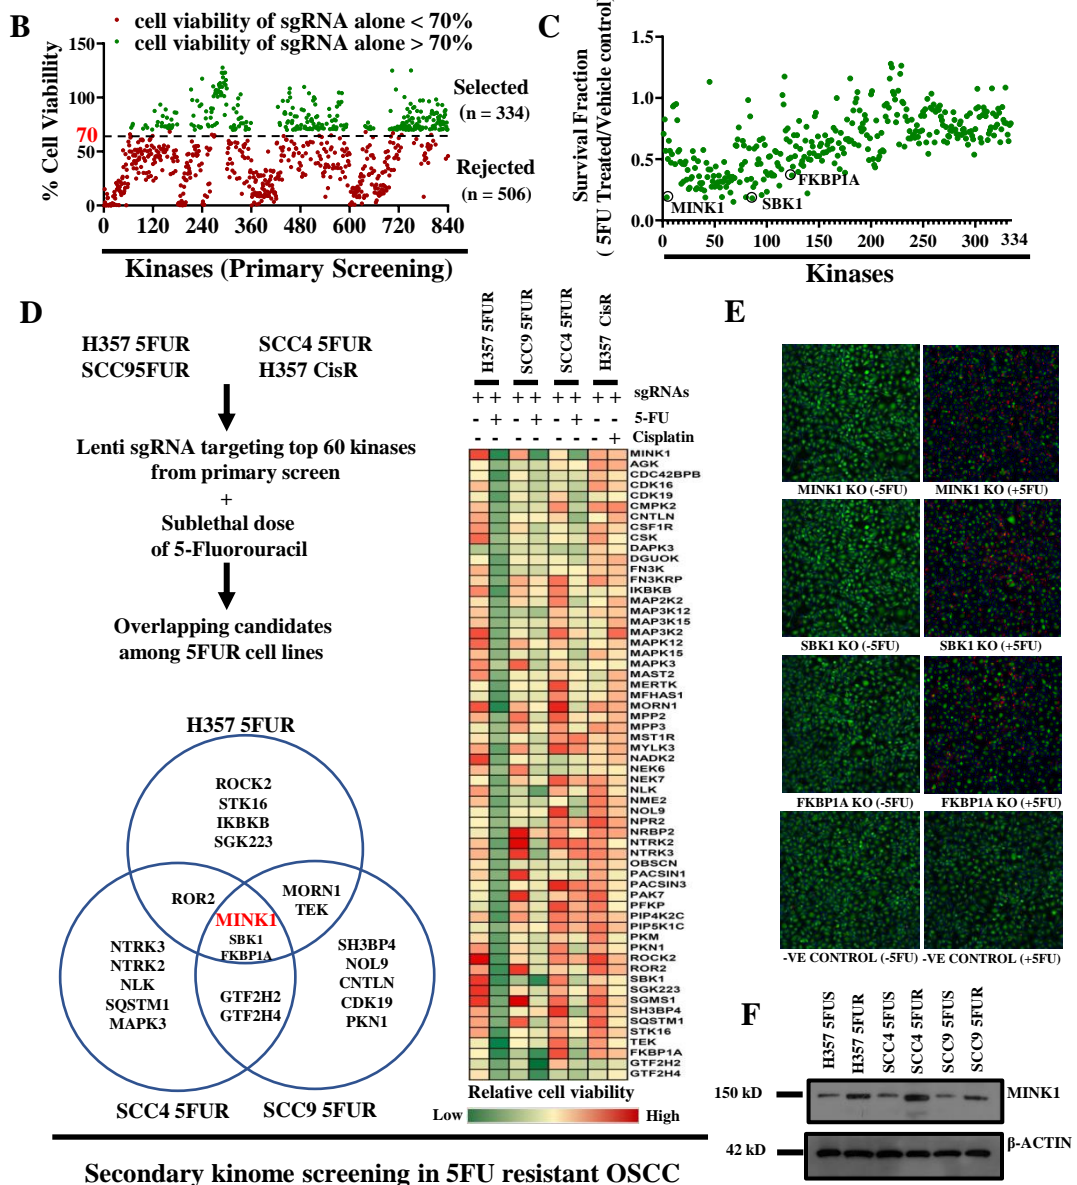 B
cell viability of sgRNA alone < 70%
cell viability of sgRNA alone > 70%
% Cell Viabillity
150
100
70
50
0
Selected
(n = 334)
Rejected
(n = 506)
0 120 240 360 480 600 720 840
Kinases (Primary Screening)
C
Survival Fraction
( 5FU Treated/Vehicle control)
1.5
1.0
0.5
0.0
MINK1
SBK1
FKBP1A
0 50 100 150 200 250 300 334
Kinases
D
H357 5FUR
SCC4 5FUR
SCC95FUR
H357 CisR
Lenti sgRNA targeting top 60 kinases
from primary screen
+
Sublethal dose
of 5-Fluorouracil
Overlapping candidates
among 5FUR cell lines
H357 5FUR
ROCK2
STK16
IKBKB
SGK223
ROR2
MORN1
TEK
MINK1
SBK1
FKBP1A
NTRK3
NTRK2
NLK
SQSTM1
MAPK3
GTF2H2
GTF2H4
SH3BP4
NOL9
CNTLN
CDK19
PKN1
SCC4 5FUR
SCC9 5FUR
H357 5FUR
SCC9 5FUR
SCC4 5FUR
H357 CisR
+ + + + + + + + sgRNAs
- + - + - + - - 5-FU
- - - - - - - + Cisplatin
MINK1
AGK
CDC42BPB
CDK16
CDK19
CMPK2
CNTLN
CSF1R
CSK
DAPK3
DGUOK
FN3K
FN3KRP
IKBKB
MAP2K2
MAP3K12
MAP3K15
MAP3K2
MAPK12
MAPK15
MAPK3
MAST2
MERTK
MFHAS1
MORN1
MPP2
MPP3
MST1R
MYLK3
NADK2
NEK6
NEK7
NLK
NME2
NOL9
NPR2
NRBP2
NTRK2
NTRK3
OBSCN
PACSIN1
PACSIN3
PAK7
PFKP
PIP4K2C
PIP5K1C
PKM
PKN1
ROCK2
ROR2
SBK1
SGK223
SGMS1
SH3BP4
SQSTM1
STK16
TEK
FKBP1A
GTF2H2
GTF2H4
Relative cell viability
Low High
Secondary kinome screening in 5FU resistant OSCC
E
MINK1 KO (-5FU)
MINK1 KO (+5FU)
SBK1 KO (-5FU)
SBK1 KO (+5FU)
FKBP1A KO (-5FU)
FKBP1A KO (+5FU)
-VE CONTROL (-5FU)
-VE CONTROL (+5FU)
F
H357 5FUS
H357 5FUR
SCC4 5FUS
SCC4 5FUR
SCC9 5FUS
SCC9 5FUR
150 kD
MINK1
42 kD
β-ACTIN